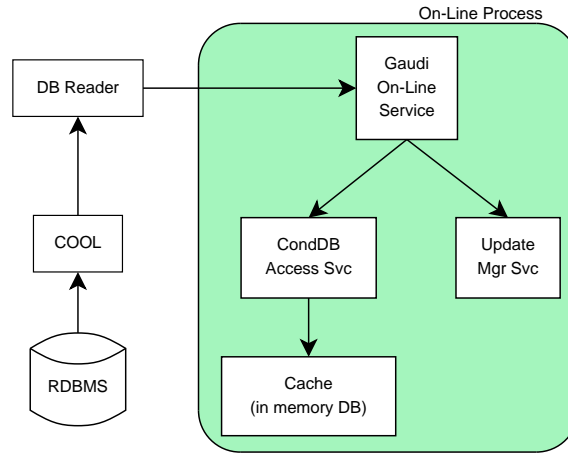 On-Line Process
Gaudi
On-Line
Service
DB Reader
COOL
CondDB
Access Svc
Update
Mgr Svc
RDBMS
Cache
(in memory DB)